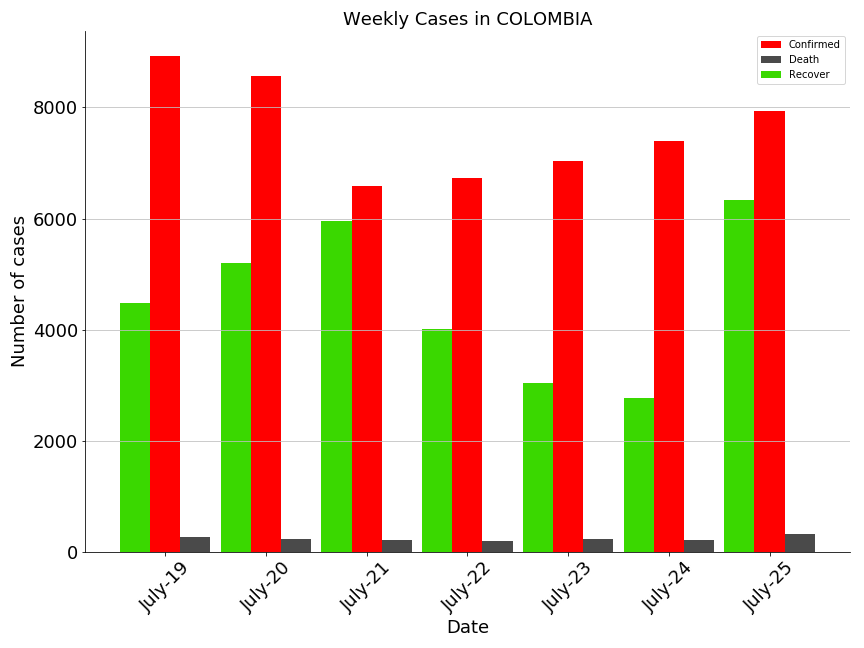 Weekly Cases in COLOMBIA
Confirmed
Death
Recover
Number of cases
8000
6000
4000
2000
0
July-19
July-20
July-21
July-22
July-23
July-24
July-25
Date